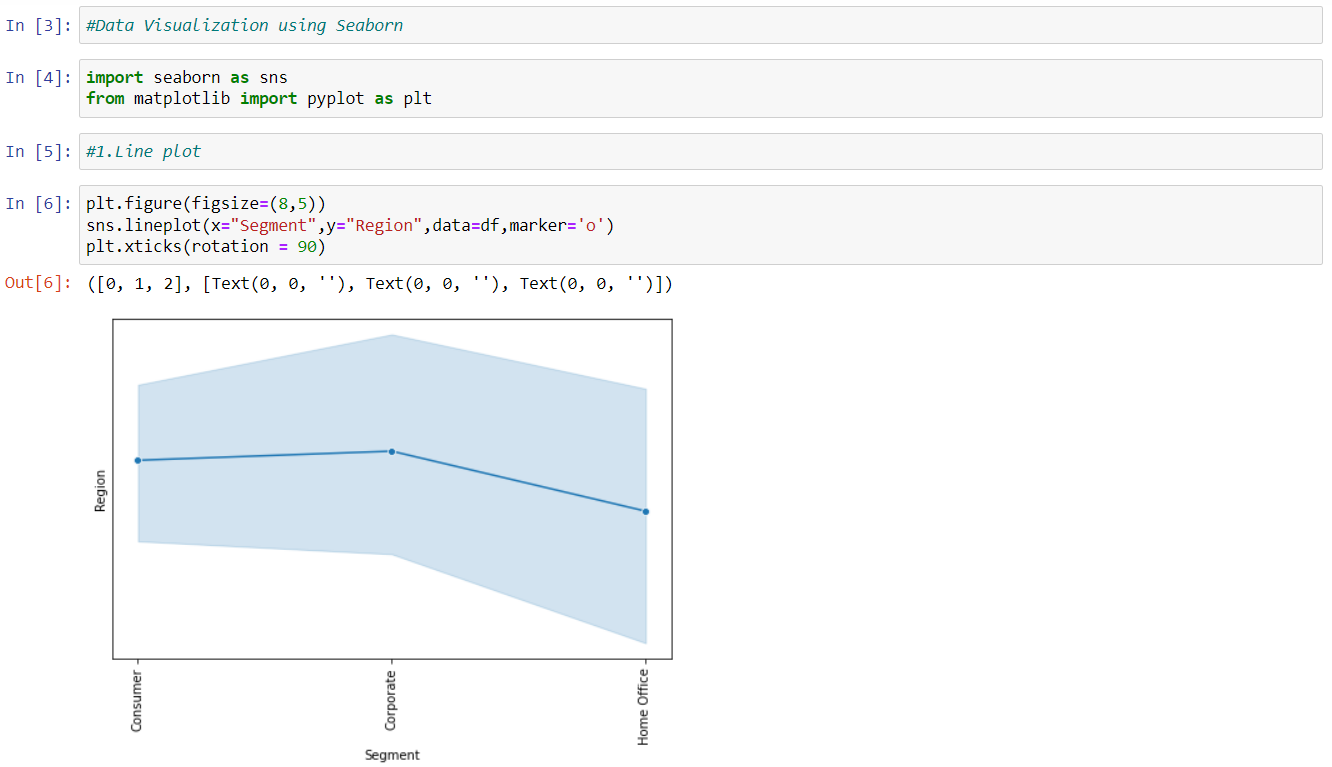 In [3]: #Data Visualization using Seaborn
In [4]: import seaborn as sns
from matplotlib import pyplot as plt
In [5]: #1.Line plot
In [6]: plt.figure(figsize=(8,5))
sns.lineplot(x="Segment",y="Region",data=df,marker='o')
plt.xticks(rotation = 90)
Out[6]: ([0, 1, 2], [Text(0, 0, ''), Text(0, 0, ''), Text(0, 0, '')])
Region
Consumer
Corporate
Home Office
Segment